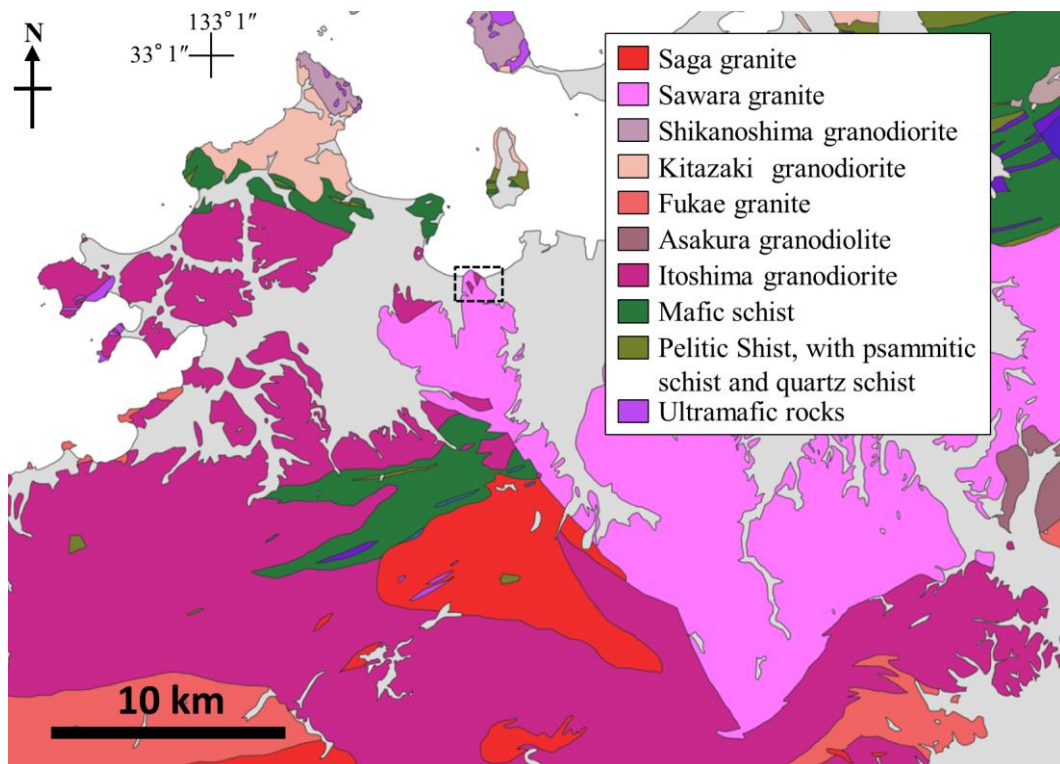 N
133° 1″
33° 1″
Saga granite
Sawara granite
Shikanoshima granodiorite
Kitazaki granodiorite
Fukae granite
Asakura granodiolite
Itoshima granodiorite
Mafic schist
Pelitic Shist, with psammitic
schist and quartz schist
Ultramafic rocks
10 km